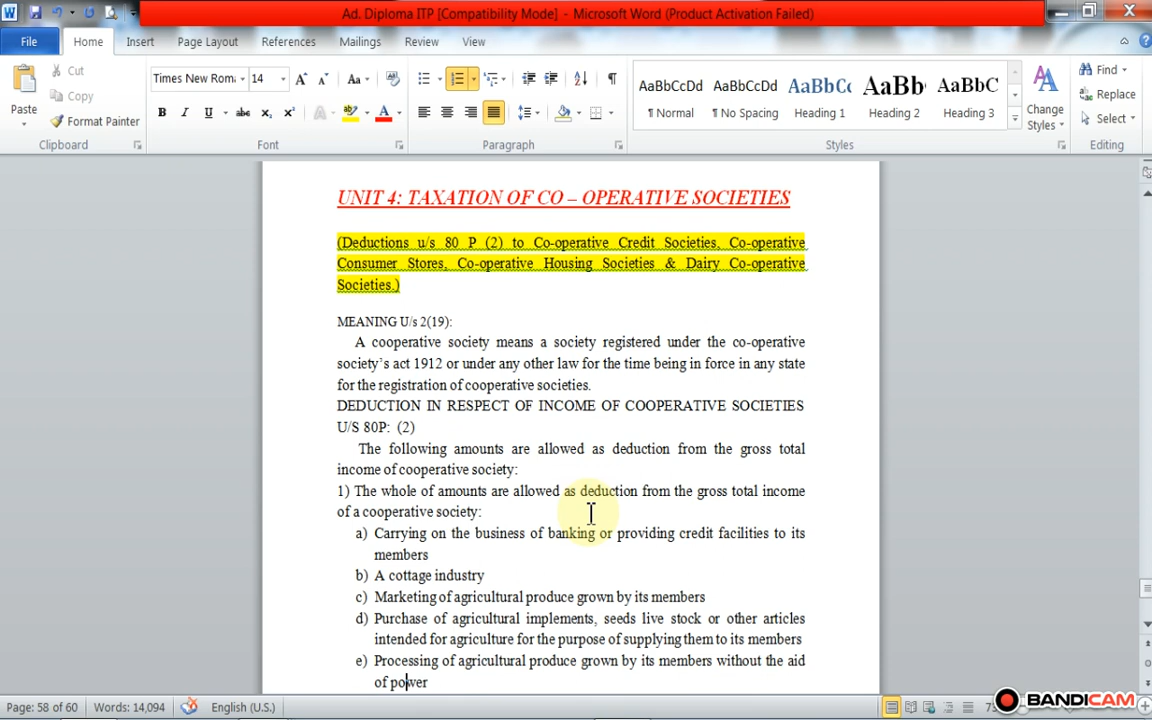 Ad. Diploma ITP [Compatibility Mode] - Microsoft Word (Product Activation Failed)
File Home Insert Page Layout References Mailings Review View
Cut
Copy
Paste
Format Painter
Clipboard
Times New Rom
14
Font
Paragraph
AaBbCcDd AaBbCcDd AaBbCc AaBb AaBbC
¶ Normal ¶ No Spacing Heading 1 Heading 2 Heading 3
Styles
Change
Styles
Find
Replace
Select
Editing
UNIT 4: TAXATION OF CO – OPERATIVE SOCIETIES
(Deductions u/s 80 P (2) to Co-operative Credit Societies, Co-operative
Consumer Stores, Co-operative Housing Societies & Dairy Co-operative
Societies.)
MEANING U/s 2(19):
A cooperative society means a society registered under the co-operative
society's act 1912 or under any other law for the time being in force in any state
for the registration of cooperative societies.
DEDUCTION IN RESPECT OF INCOME OF COOPERATIVE SOCIETIES
U/S 80P: (2)
The following amounts are allowed as deduction from the gross total
income of cooperative society:
1) The whole of amounts are allowed as deduction from the gross total income
of a cooperative society:
a) Carrying on the business of banking or providing credit facilities to its
members
b) A cottage industry
c) Marketing of agricultural produce grown by its members
d) Purchase of agricultural implements, seeds live stock or other articles
intended for agriculture for the purpose of supplying them to its members
e) Processing of agricultural produce grown by its members without the aid
of power
Page: 58 of 60 Words: 14,094 English (U.S.)
BANDICAM